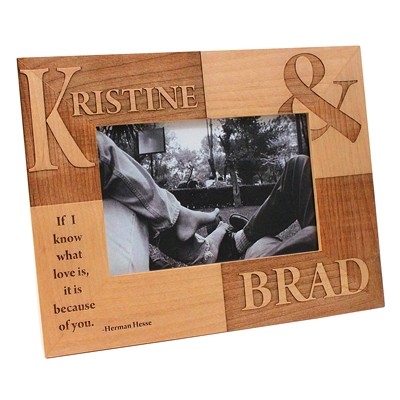 KRISTINE
&
BRAD
If I
know
what
love is,
it is
because
of you.
-Herman Hesse